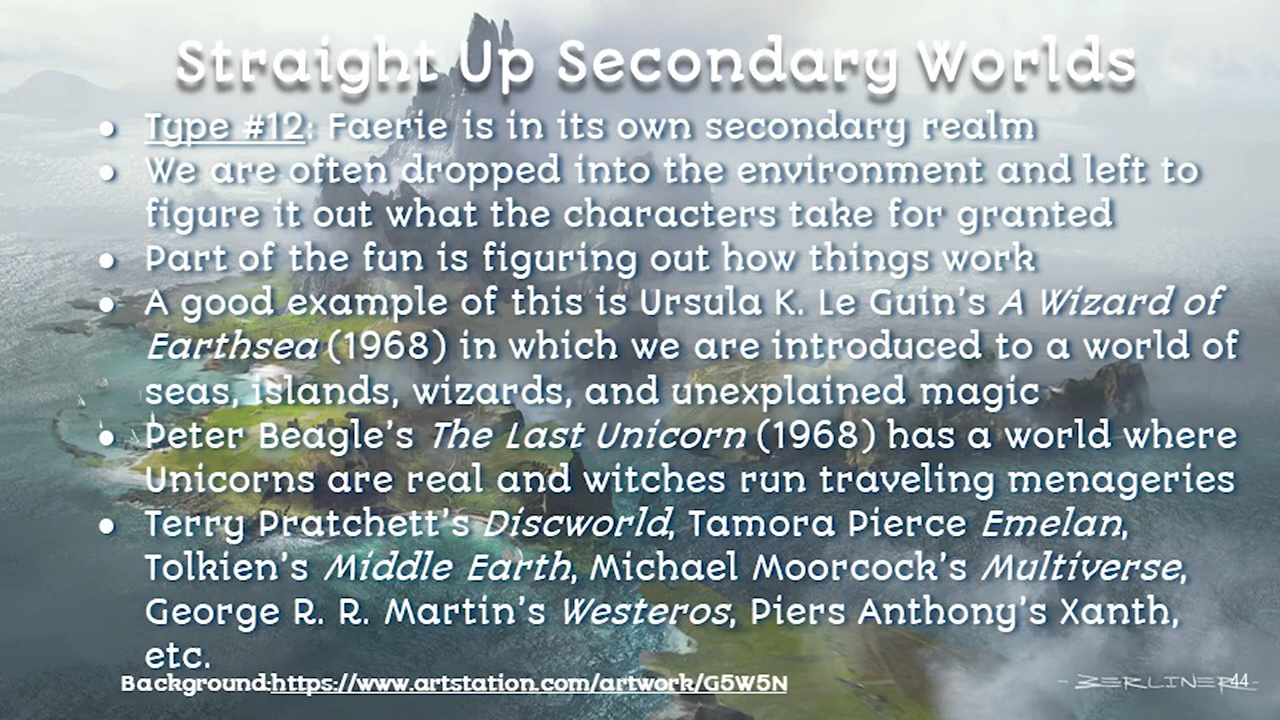 Straight Up Secondary Worlds
● Type #12: Faerie is in its own secondary realm
● We are often dropped into the environment and left to
figure it out what the characters take for granted
● Part of the fun is figuring out how things work
● A good example of this is Ursula K. Le Guin's A Wizard of
Earthsea (1968) in which we are introduced to a world of
seas, islands, wizards, and unexplained magic
● Peter Beagle's The Last Unicorn (1968) has a world where
Unicorns are real and witches run traveling menageries
● Terry Pratchett's Discworld, Tamora Pierce Emelan,
Tolkien's Middle Earth, Michael Moorcock's Multiverse,
George R. R. Martin's Westeros, Piers Anthony's Xanth,
etc.
Background:https://www.artstation.com/artwork/G5W5N
- BERLINER -
44